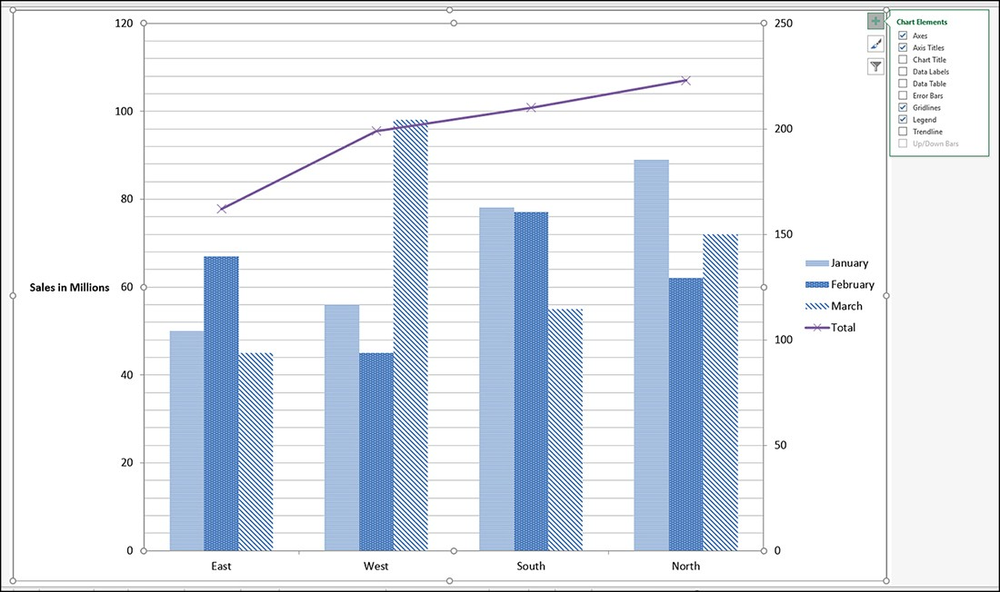 120
100
80
60
40
20
0
Sales in Millions
East
West
South
North
250
200
150
100
50
0
January
February
March
Total
Chart Elements
Axes
Axis Titles
Chart Title
Data Labels
Data Table
Error Bars
Gridlines
Legend
Trendline
Up/Down Bars